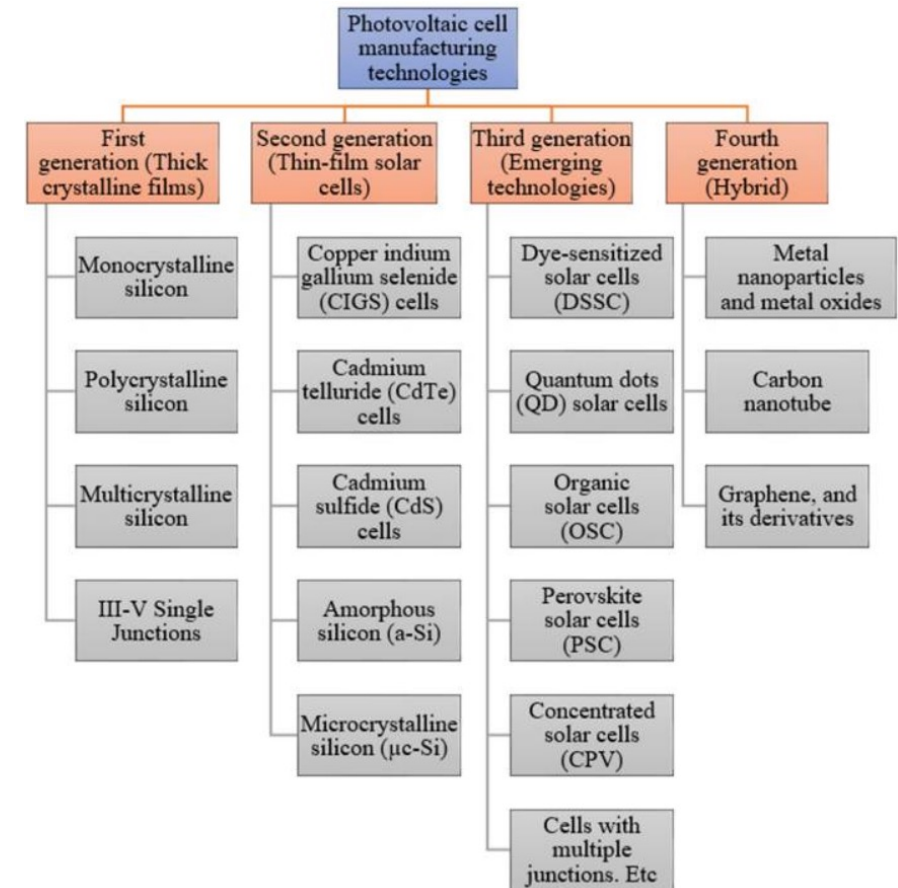 Photovoltaic cell
manufacturing
technologies
First
generation (Thick
crystalline films)
Monocrystalline
silicon
Polycrystalline
silicon
Multicrystalline
silicon
III-V Single
Junctions
Second generation
(Thin-film solar
cells)
Copper indium
gallium selenide
(CIGS) cells
Cadmium
telluride (CdTe)
cells
Cadmium
sulfide (CdS)
cells
Amorphous
silicon (a-Si)
Microcrystalline
silicon (μc-Si)
Third generation
(Emerging
technologies)
Dye-sensitized
solar cells
(DSSC)
Quantum dots
(QD) solar cells
Organic
solar cells
(OSC)
Perovskite
solar cells
(PSC)
Concentrated
solar cells
(CPV)
Cells with
multiple
junctions. Etc
Fourth
generation
(Hybrid)
Metal
nanoparticles
and metal oxides
Carbon
nanotube
Graphene, and
its derivatives